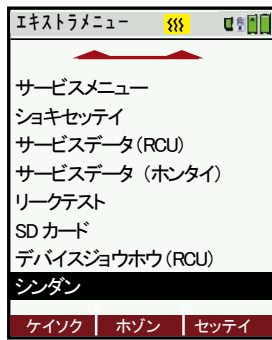 エキストラメニュー
サービスメニュー
ショキセッテイ
サービスデータ(RCU)
サービスデータ (ホンタイ)
リークテスト
SD カード
デバイスジョウホウ(RCU)
シンダン
ケイソク ホゾン セッテイ